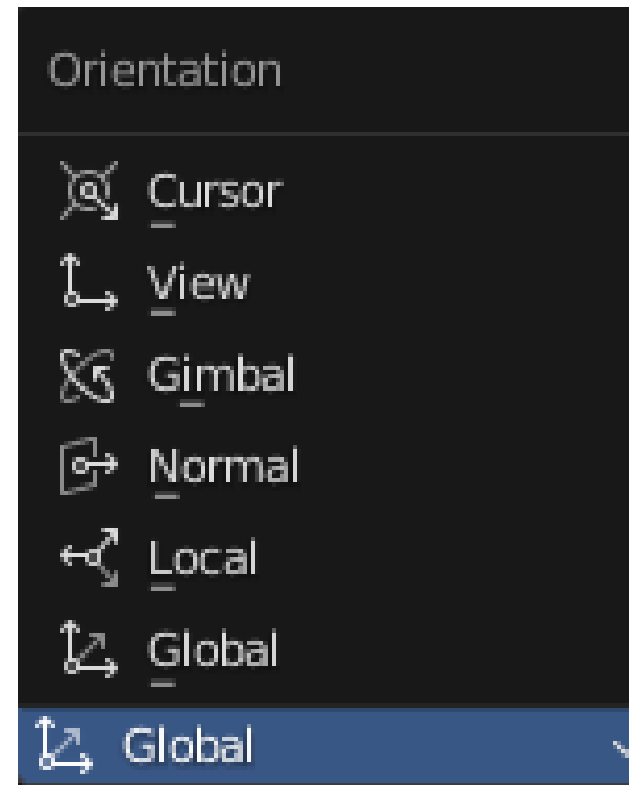 Orientation
Cursor
View
Gimbal
Normal
Local
Global
Global